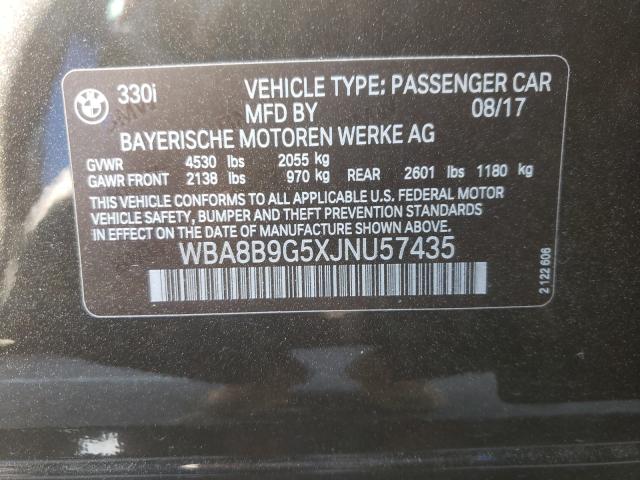 BMW
330i
VEHICLE TYPE: PASSENGER CAR
MFD BY 08/17
BAYERISCHE MOTOREN WERKE AG
GVWR 4530 lbs 2055 kg
GAWR FRONT 2138 lbs 970 kg REAR 2601 lbs 1180 kg
THIS VEHICLE CONFORMS TO ALL APPLICABLE U.S. FEDERAL MOTOR
VEHICLE SAFETY, BUMPER AND THEFT PREVENTION STANDARDS IN
EFFECT ON THE DATE OF MANUFACTURE SHOWN ABOVE.
WBA8B9G5XJNU57435
2 122 606